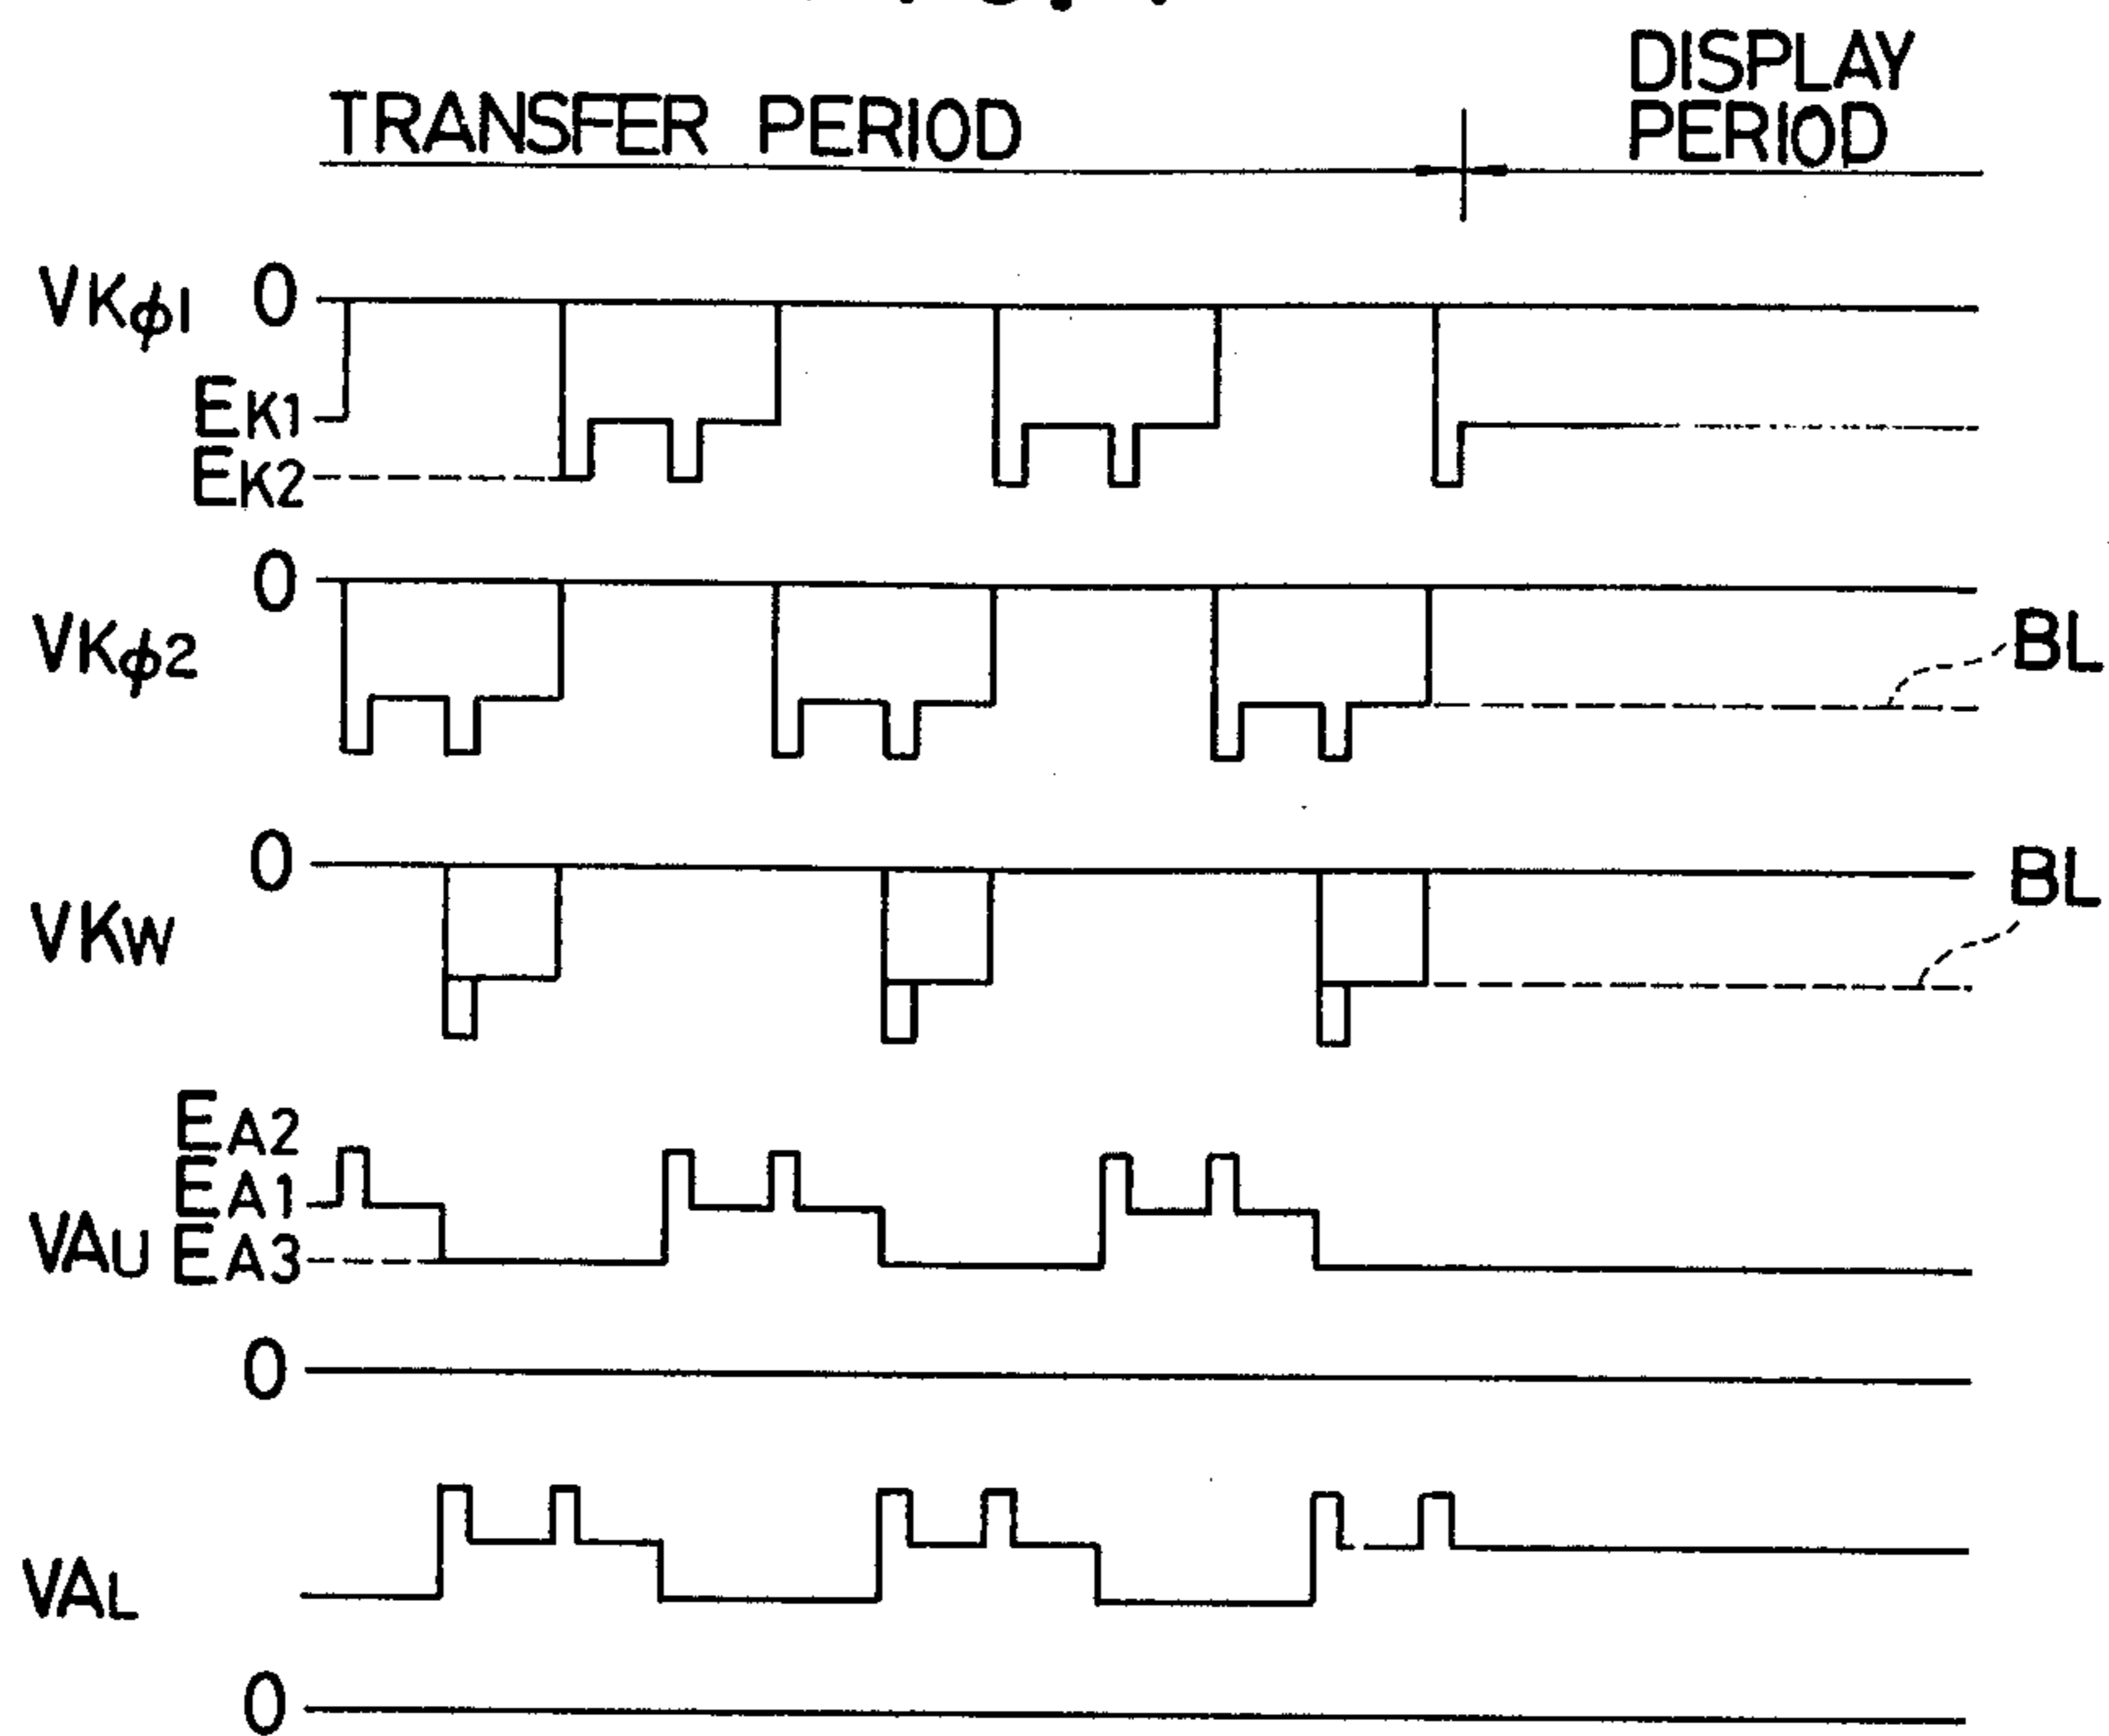 DISPLAY
TRANSFER PERIOD PERIOD
VKφ1 0
EK1
EK2
0
VKφ2 BL
0
VKW BL
EA2
EA1
VAU EA3
0
VAL
0